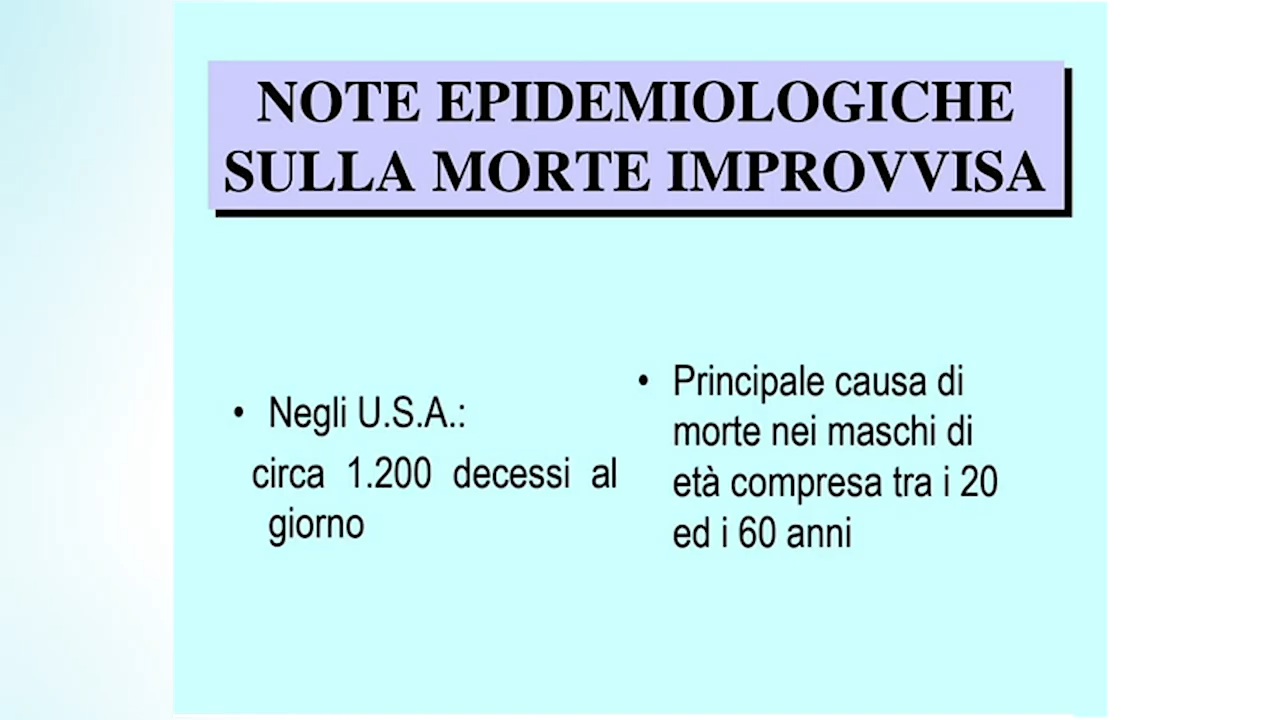 NOTE EPIDEMIOLOGICHE
SULLA MORTE IMPROVVISA
• Negli U.S.A.:
circa 1.200 decessi al
giorno
• Principale causa di
morte nei maschi di
età compresa tra i 20
ed i 60 anni